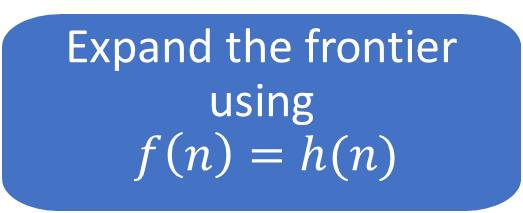 Expand the frontier
using
𝑓(𝑛) = ℎ(𝑛)